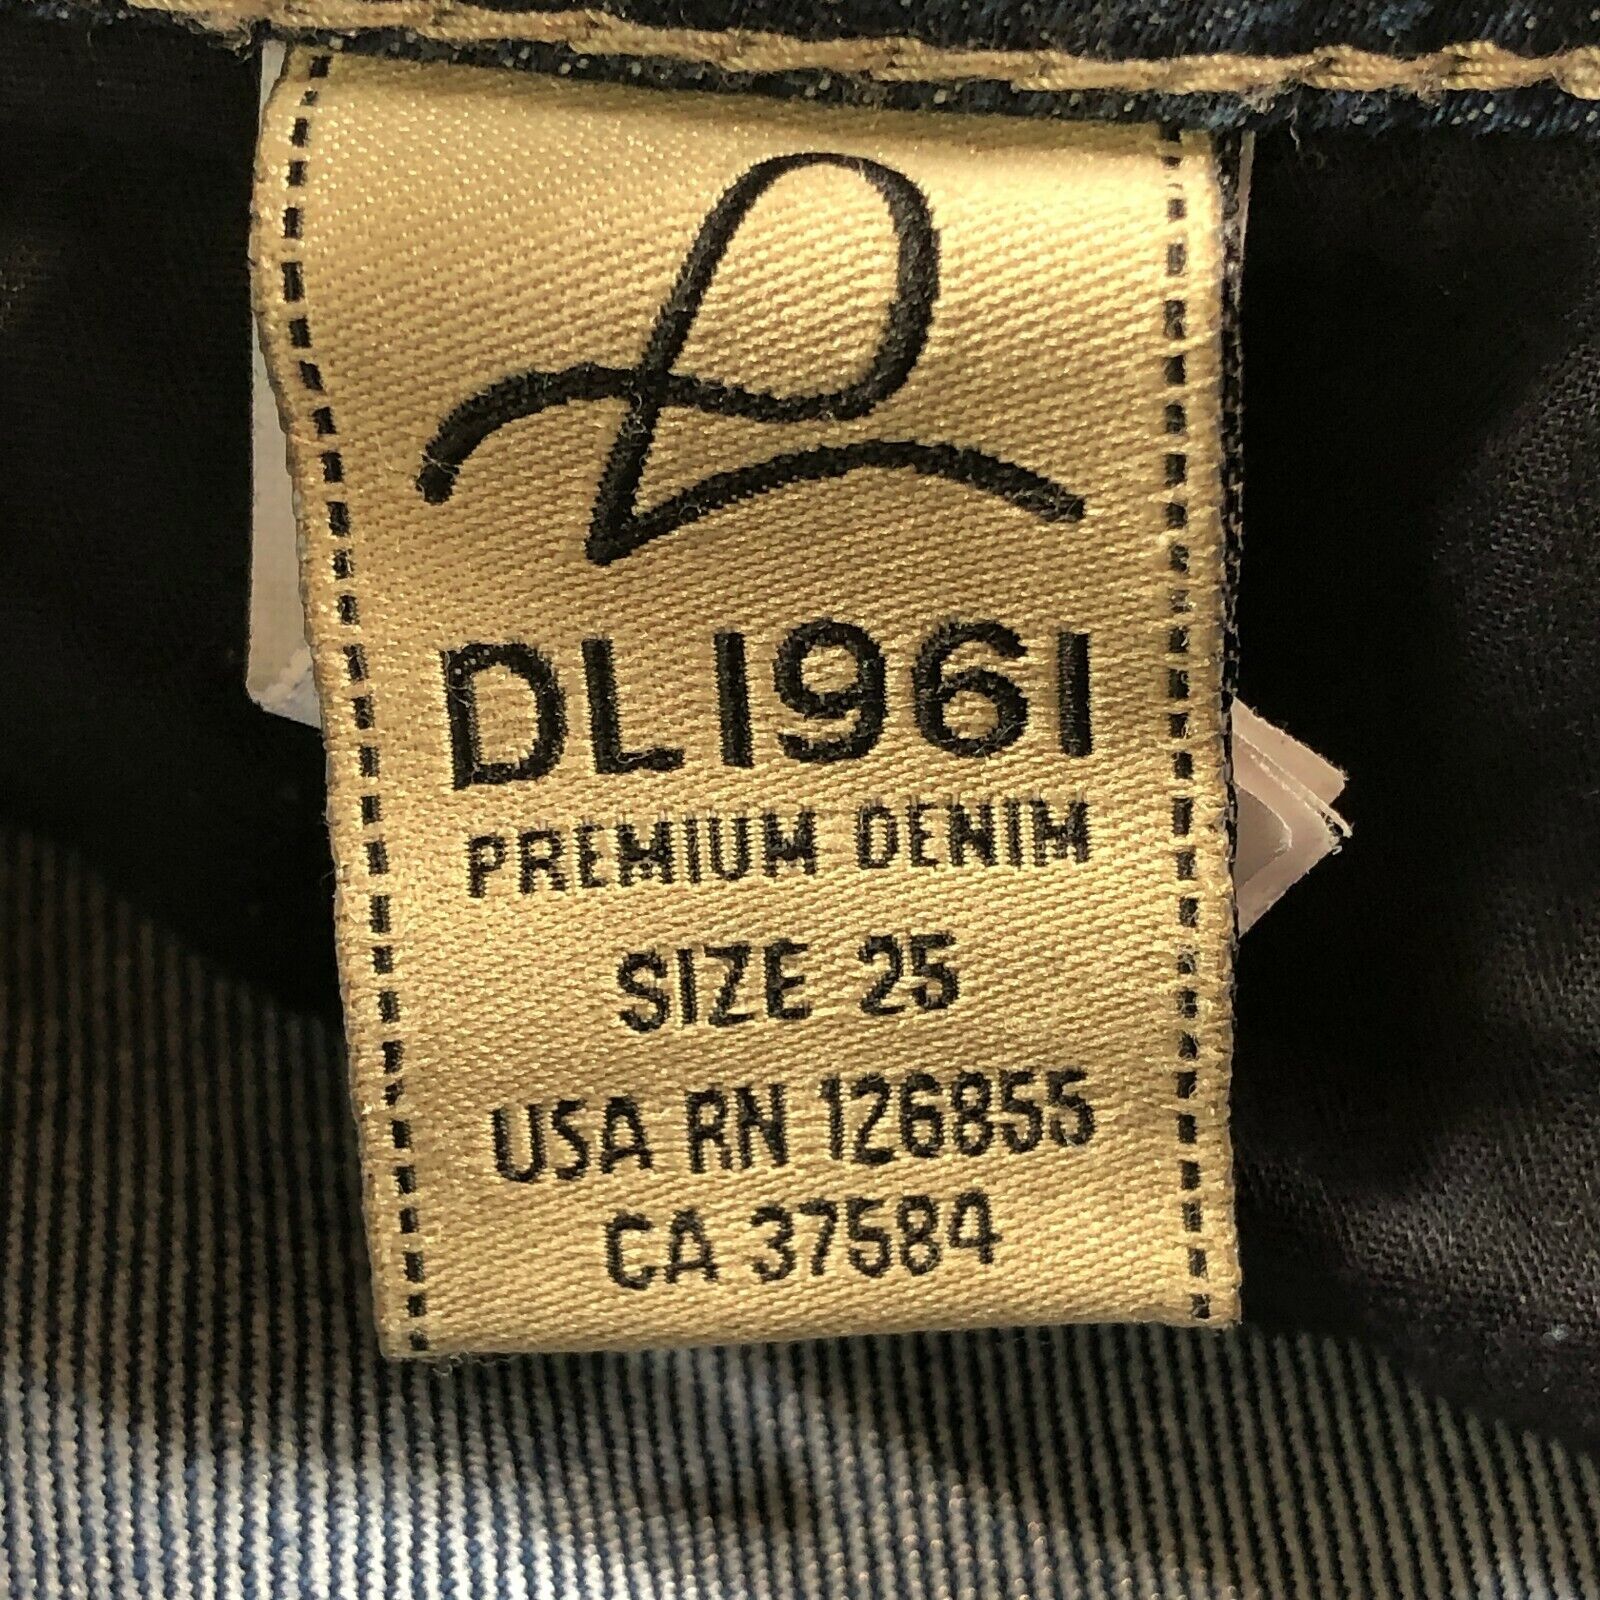 DL1961
PREMIUM DENIM
SIZE 25
USA RN 126855
CA 37584